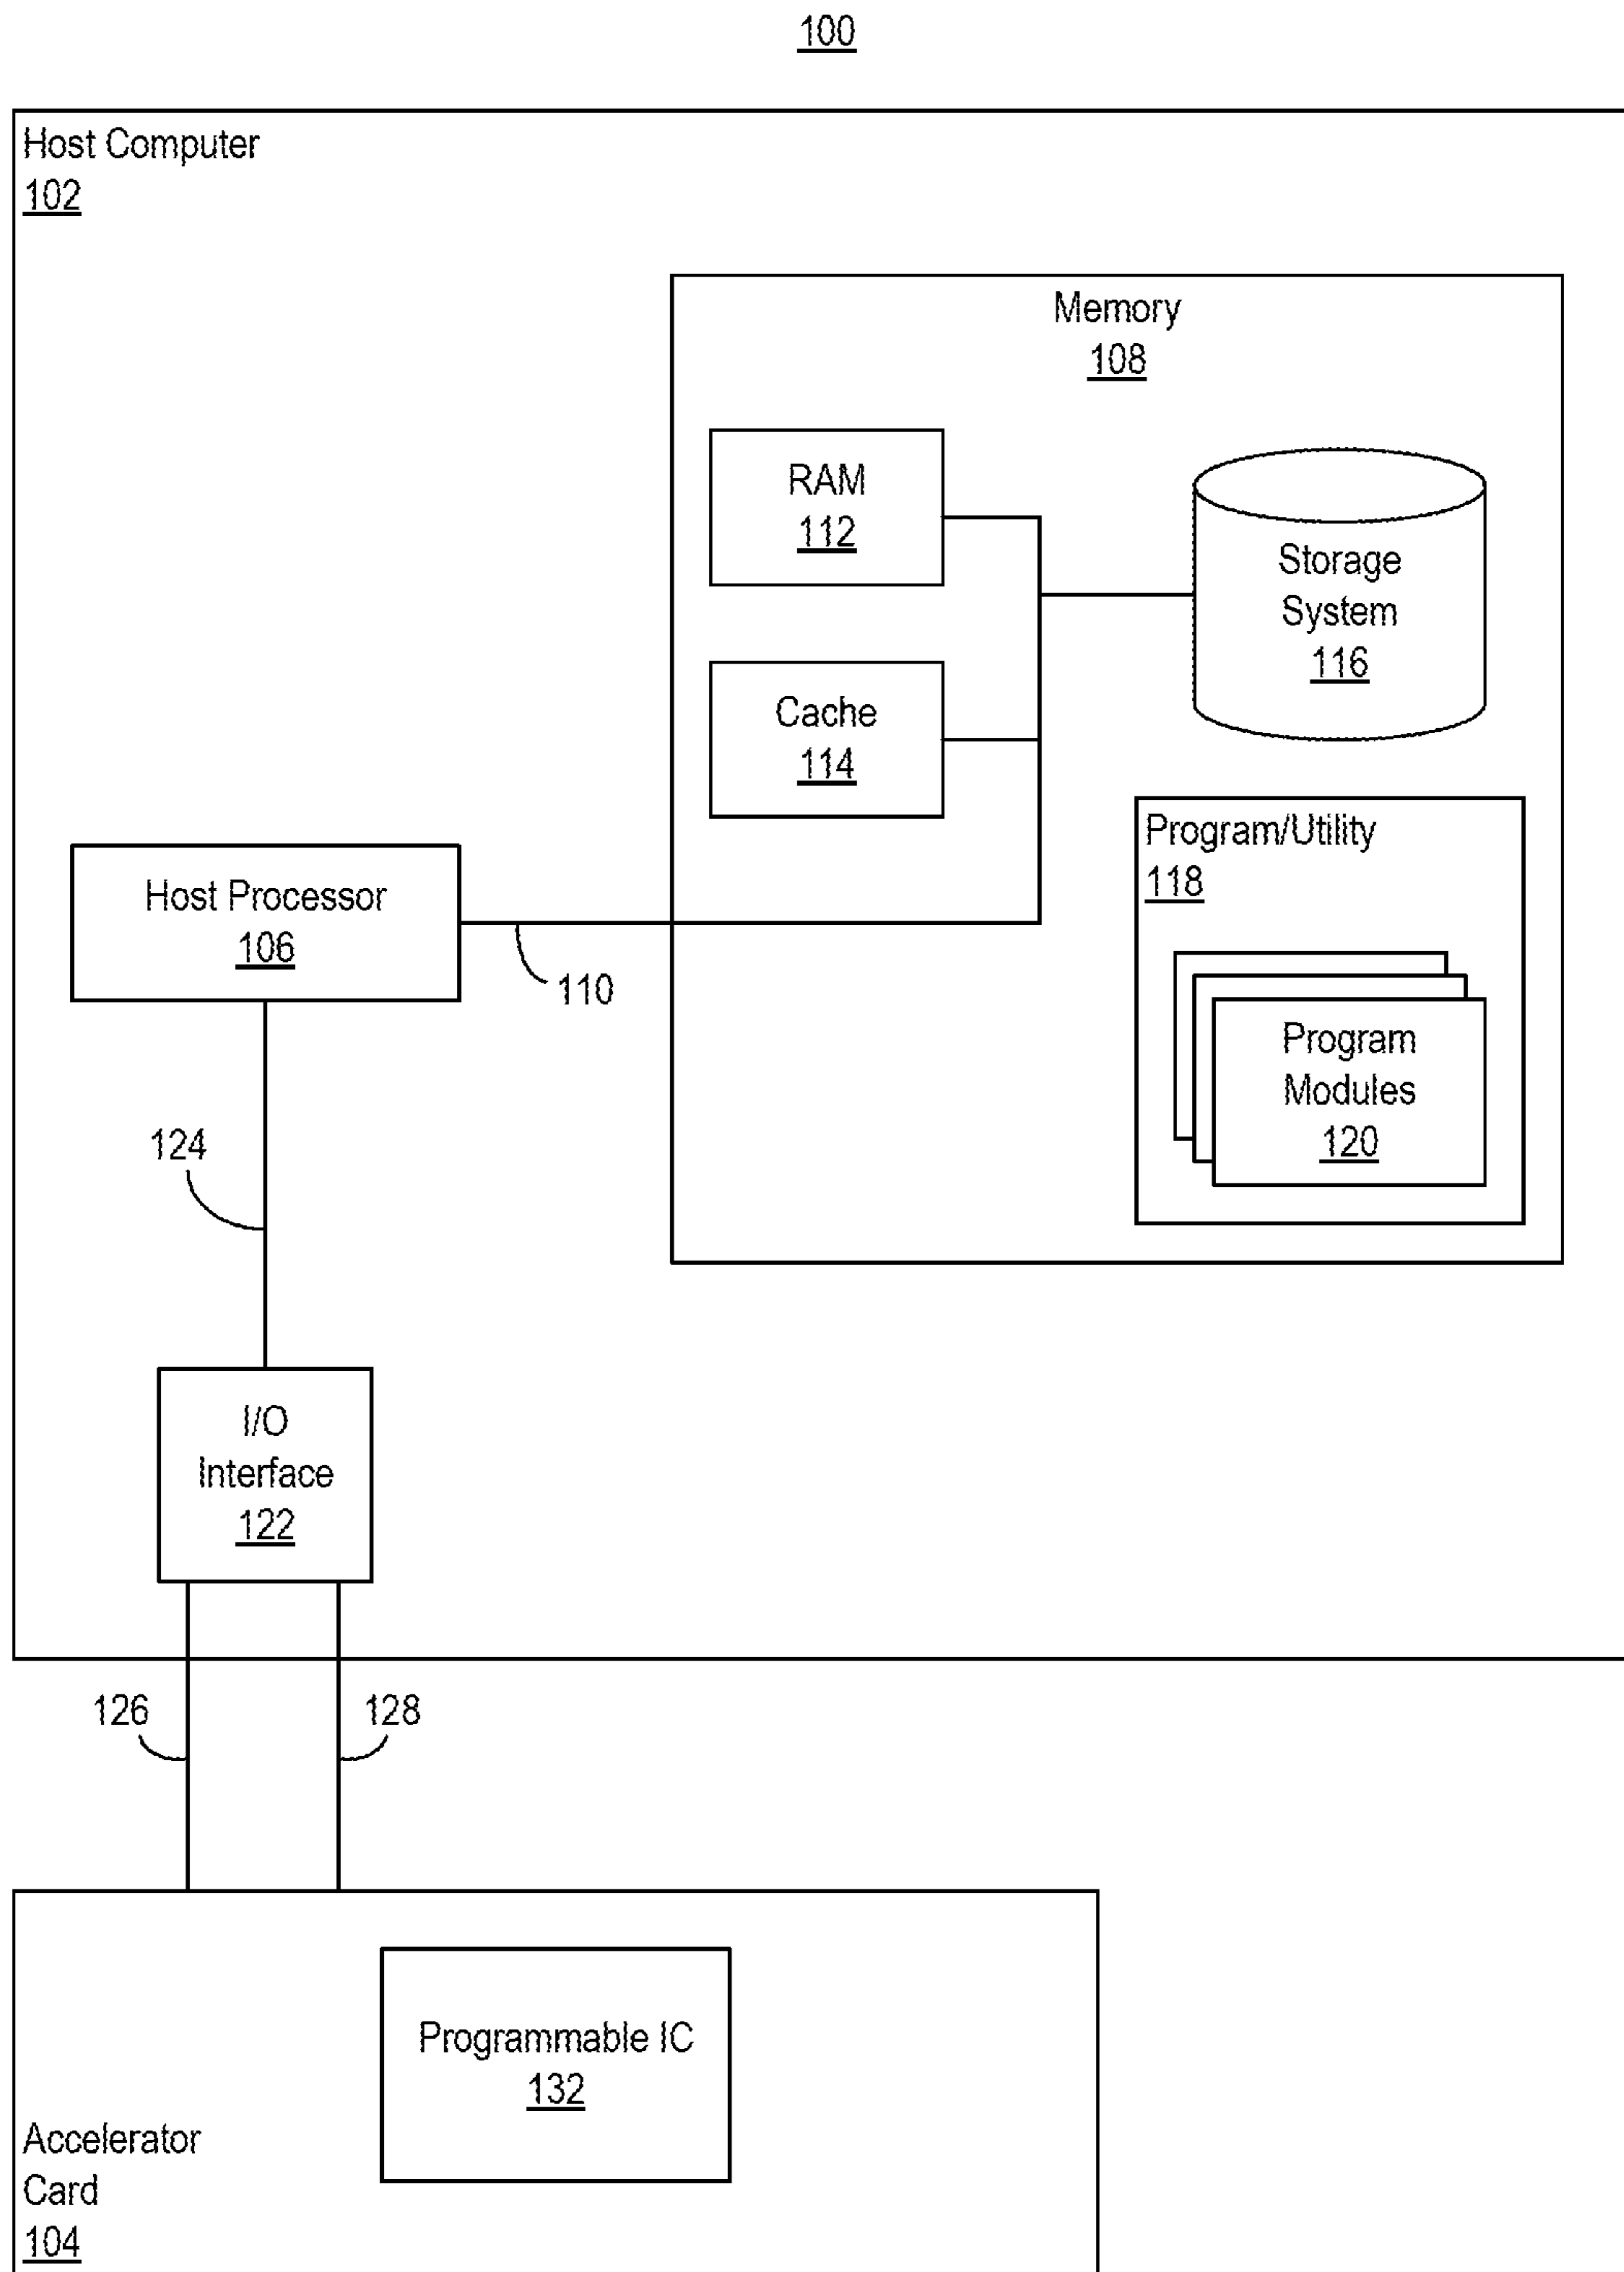 100
Host Computer
102
Memory
108
RAM
112
Storage
System
116
Cache
114
Program/Utility
118
Host Processor
106
110
Program
Modules
120
124
I/O
Interface
122
126
128
Programmable IC
132
Accelerator
Card
104